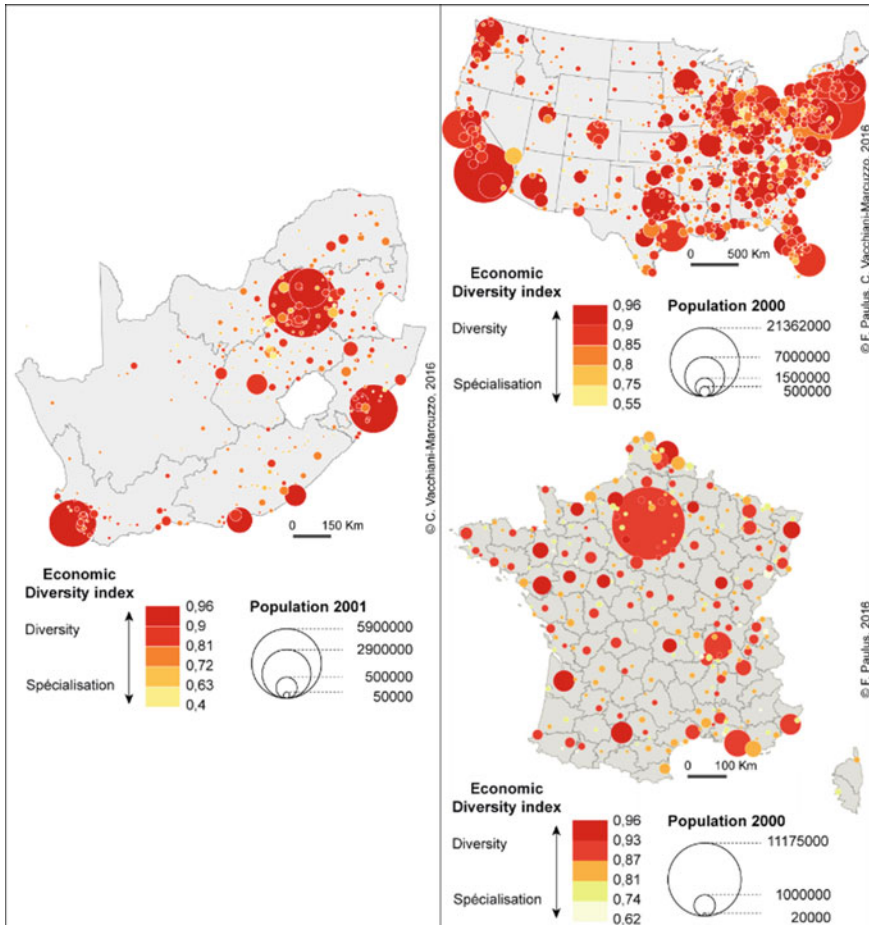 0 150 Km
© C. Vacchiani-Marcuzzo, 2016
Economic
Diversity index
Diversity
Spécialisation
0,96
0,9
0,81
0,72
0,63
0,4
Population 2001
5900000
2900000
500000
50000
0 500 Km
© F. Paulus, C. Vacchiani-Marcuzzo, 2016
Economic
Diversity index
Diversity
Spécialisation
0,96
0,9
0,85
0,8
0,75
0,55
Population 2000
21362000
7000000
1500000
500000
0 100 Km
© F. Paulus, 2016
Economic
Diversity index
Diversity
Spécialisation
0,96
0,93
0,87
0,81
0,74
0,62
Population 2000
11175000
1000000
20000